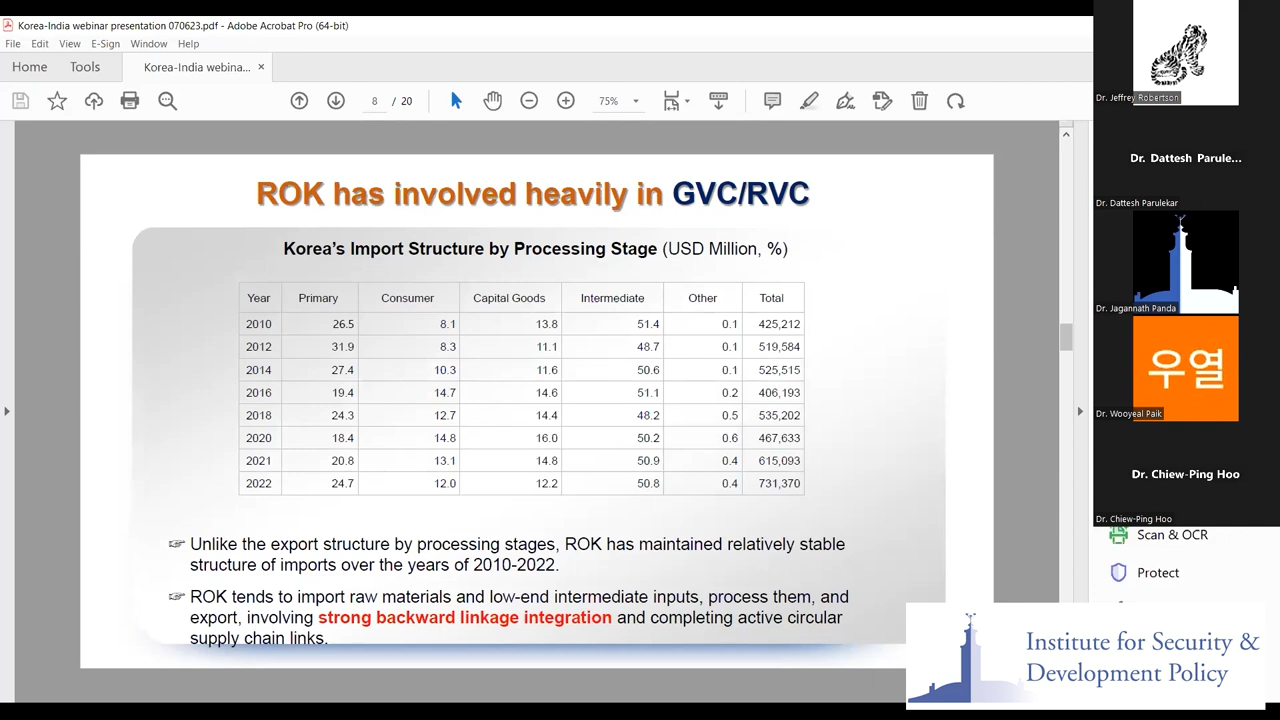 Korea-India webinar presentation 070623.pdf - Adobe Acrobat Pro (64-bit)
File Edit View E-Sign Window Help
Home Tools Korea-India webina... ×
8 / 20 75%
ROK has involved heavily in GVC/RVC
Korea's Import Structure by Processing Stage (USD Million, %)
Year Primary Consumer Capital Goods Intermediate Other Total
2010 26.5 8.1 13.8 51.4 0.1 425,212
2012 31.9 8.3 11.1 48.7 0.1 519,584
2014 27.4 10.3 11.6 50.6 0.1 525,515
2016 19.4 14.7 14.6 51.1 0.2 406,193
2018 24.3 12.7 14.4 48.2 0.5 535,202
2020 18.4 14.8 16.0 50.2 0.6 467,633
2021 20.8 13.1 14.8 50.9 0.4 615,093
2022 24.7 12.0 12.2 50.8 0.4 731,370
☞ Unlike the export structure by processing stages, ROK has maintained relatively stable
structure of imports over the years of 2010-2022.
☞ ROK tends to import raw materials and low-end intermediate inputs, process them, and
export, involving strong backward linkage integration and completing active circular
supply chain links.
Dr. Jeffrey Robertson
Dr. Dattesh Parule...
Dr. Dattesh Parulekar
Dr. Jagannath Panda
우열
Dr. Wooyeal Paik
Dr. Chiew-Ping Hoo
Dr. Chiew-Ping Hoo
Scan & OCR
Protect
Institute for Security &
Development Policy